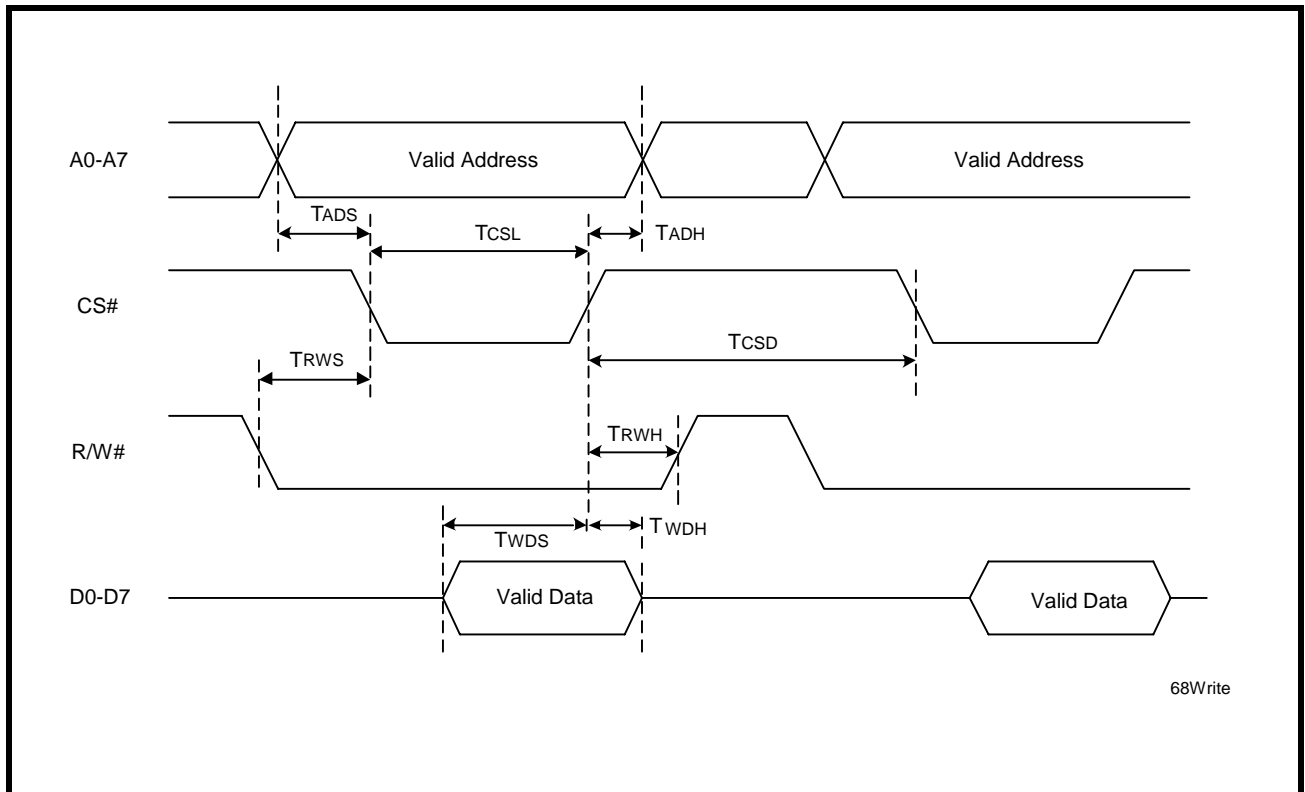 A0-A7
Valid Address
Valid Address
TADS
TCSL
TADH
CS#
TCSD
TRWS
R/W#
TRWH
TWDS
TWDH
D0-D7
Valid Data
Valid Data
68Write